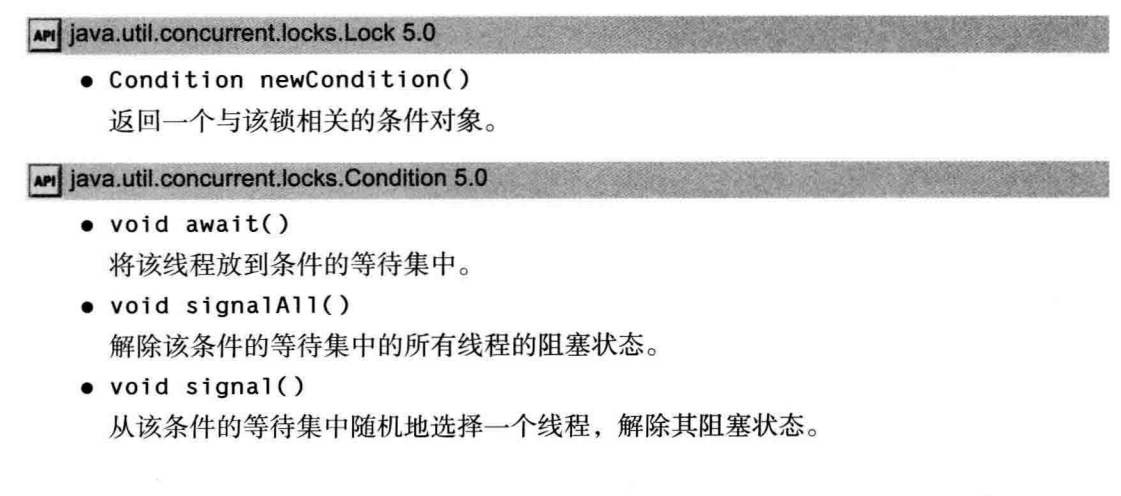 API java.util.concurrent.locks.Lock 5.0
● Condition newCondition()
返回一个与该锁相关的条件对象。
API java.util.concurrent.locks.Condition 5.0
● void await()
将该线程放到条件的等待集中。
● void signalAll()
解除该条件的等待集中的所有线程的阻塞状态。
● void signal()
从该条件的等待集中随机地选择一个线程，解除其阻塞状态。